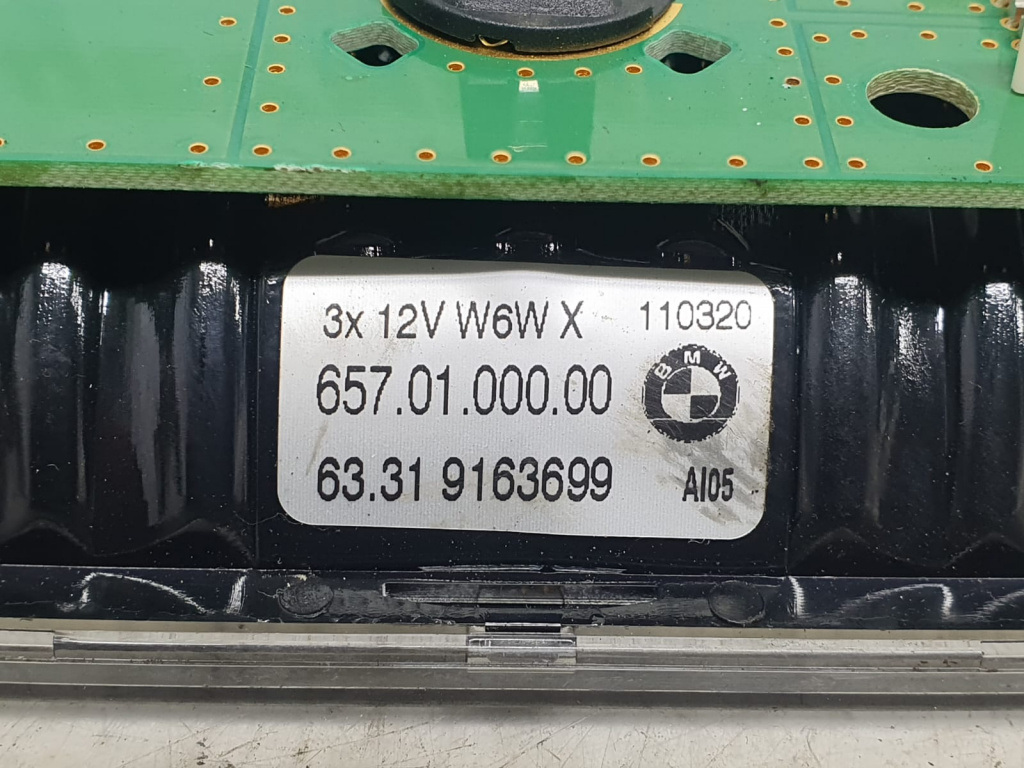 3x 12V W6W X 110320
657.01.000.00
BMW
63.31 9163699
AI05